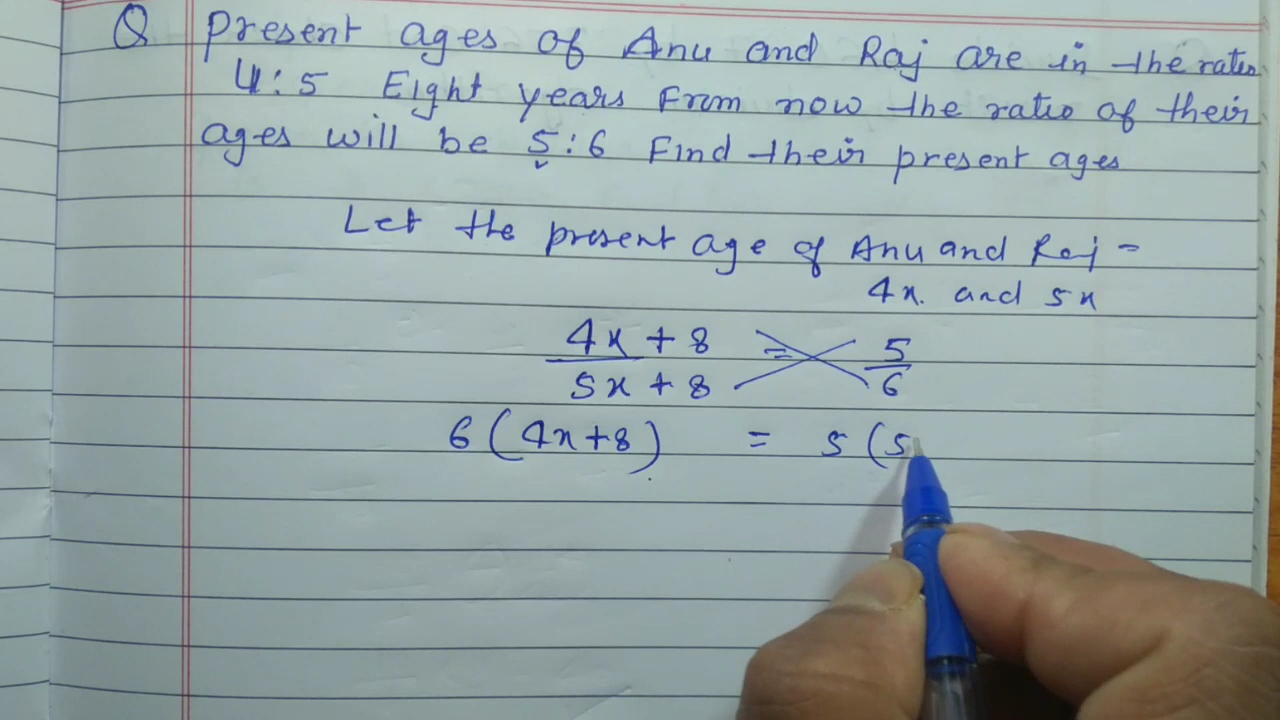 Q Present ages of Anu and Raj are in the ratio
4:5 Eight years From now the ratio of their
ages will be 5:6 Find their present ages
Let the present age of Anu and Raj =
4x. and 5x
4x + 8 = 5
5x + 8 6
6(4x+8) = 5(5